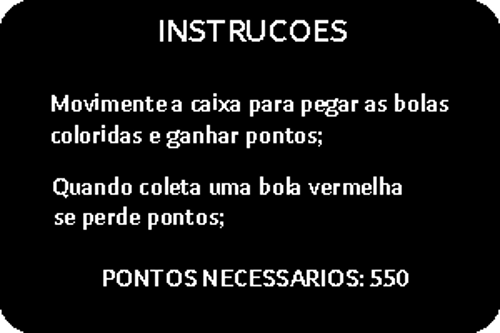 INSTRUCOES
Movimente a caixa para pegar as bolas
coloridas e ganhar pontos;
Quando coleta uma bola vermelha
se perde pontos;
PONTOS NECESSARIOS: 550